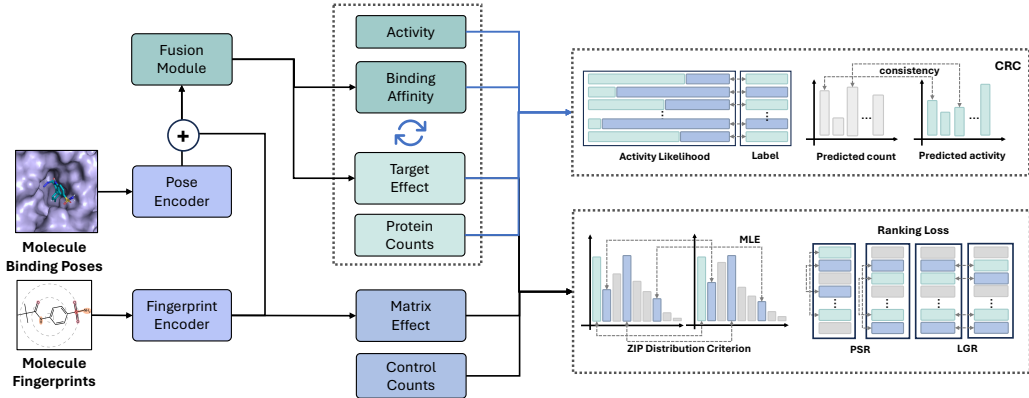 Fusion
Module
+
Pose
Encoder
Molecule
Binding Poses
Fingerprint
Encoder
Molecule
Fingerprints
Activity
Binding
Affinity
Target
Effect
Protein
Counts
Matrix
Effect
Control
Counts
CRC
consistency
Activity Likelihood
Label
Predicted count
Predicted activity
MLE
Ranking Loss
ZIP Distribution Criterion
PSR
LGR